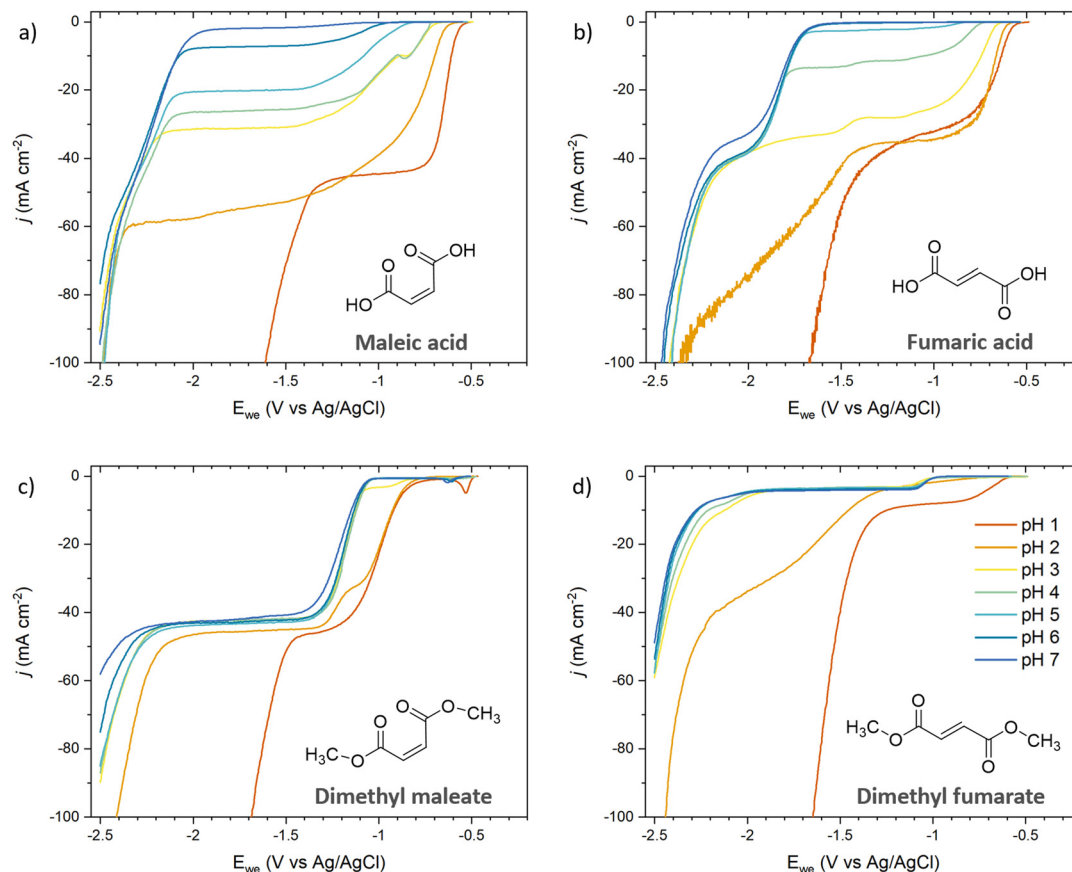 a)
0
-20
-40
-60
-80
-100
j (mA cm⁻²)
O
OH
O
HO
Maleic acid
-2.5 -2 -1.5 -1 -0.5
E_we (V vs Ag/AgCl)
b)
0
-20
-40
-60
-80
-100
j (mA cm⁻²)
O
HO
OH
O
Fumaric acid
-2.5 -2 -1.5 -1 -0.5
E_we (V vs Ag/AgCl)
c)
0
-20
-40
-60
-80
-100
j (mA cm⁻²)
O
O
CH₃
O
H₃C
O
Dimethyl maleate
-2.5 -2 -1.5 -1 -0.5
E_we (V vs Ag/AgCl)
d)
0
-20
-40
-60
-80
-100
j (mA cm⁻²)
pH 1
pH 2
pH 3
pH 4
pH 5
pH 6
pH 7
O
H₃C
O
O
CH₃
O
Dimethyl fumarate
-2.5 -2 -1.5 -1 -0.5
E_we (V vs Ag/AgCl)